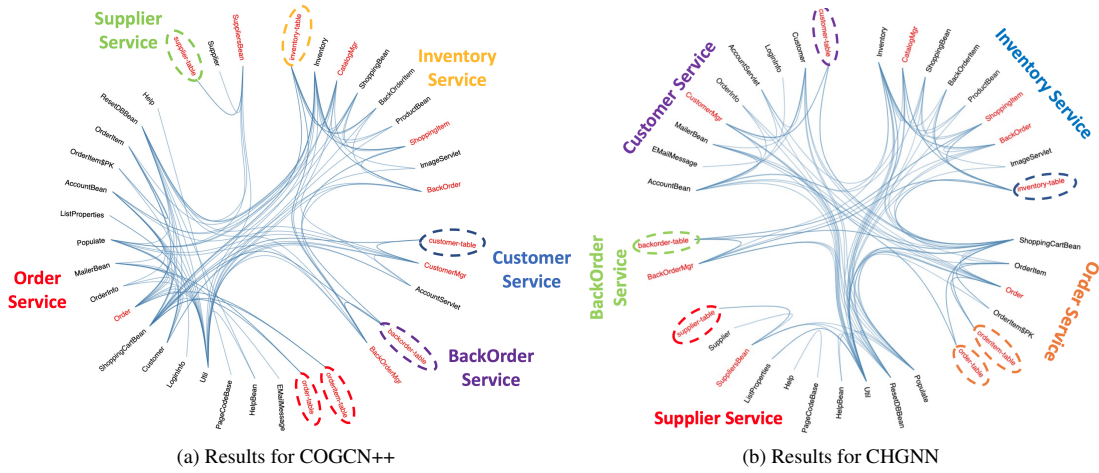 Supplier
Service
supplier-table
Supplier
SuppliersBean
inventory-table
Inventory
CatalogMgr
ShoppingBean
BackOrderItem
ProductBean
ShoppingItem
ImageServlet
BackOrder
Inventory
Service
customer-table
CustomerMgr
AccountServlet
Customer
Service
backorder-table
BackOrderMgr
BackOrder
Service
orderitem-table
order-table
EMailMessage
HelpBean
PageCodeBase
Util
LoginInfo
Customer
ShoppingCartBean
Order
OrderInfo
MailerBean
Populate
ListProperties
AccountBean
OrderItem$PK
OrderItem
ResetDBBean
Help
Order
Service
(a) Results for COGCN++
Customer Service
customer-table
Customer
LoginInfo
AccountServlet
OrderInfo
CustomerMgr
MailerBean
EMailMessage
AccountBean
Inventory
CatalogMgr
ShoppingBean
BackOrderItem
ProductBean
ShoppingItem
BackOrder
ImageServlet
inventory-table
Inventory Service
ShoppingCartBean
OrderItem
Order
OrderItem$PK
orderitem-table
order-table
Order Service
Populate
ResetDBBean
Util
HelpBean
PageCodeBase
Help
ListProperties
SuppliersBean
Supplier
supplier-table
Supplier Service
BackOrderMgr
backorder-table
BackOrder
Service
(b) Results for CHGNN